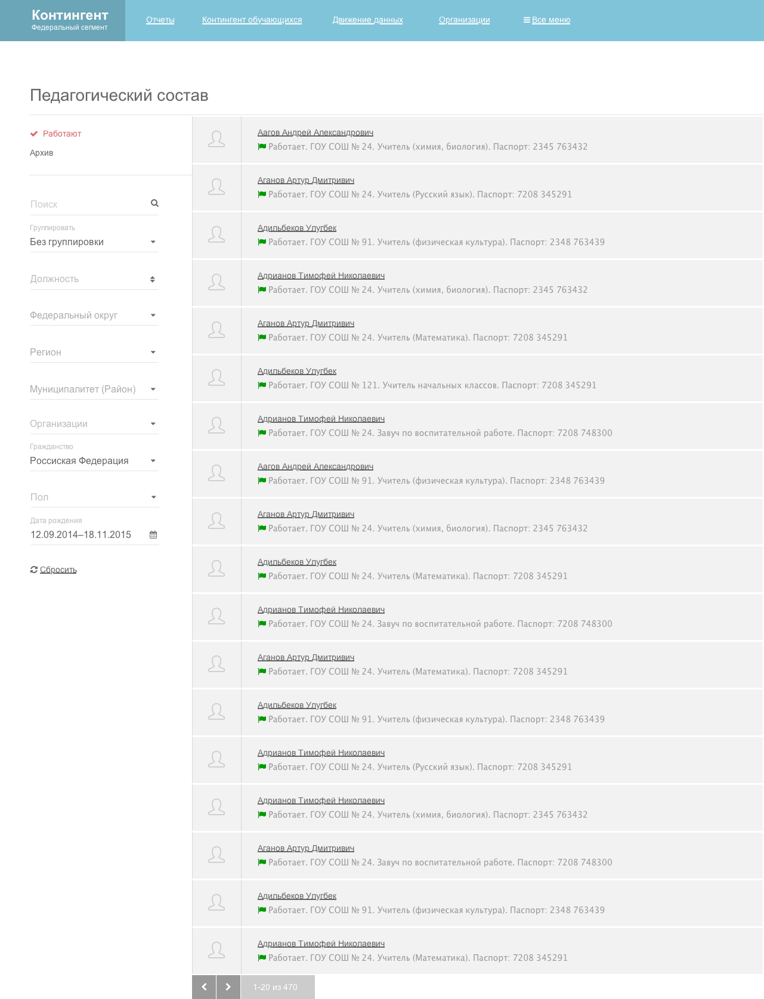 Контингент
Федеральный сегмент
Отчеты
Контингент обучающихся
Движение данных
Организации
Все меню
Педагогический состав
Работают
Архив
Поиск
Группировать
Без группировки
Должность
Федеральный округ
Регион
Муниципалитет (Район)
Организации
Гражданство
Россиская Федерация
Пол
Дата рождения
12.09.2014–18.11.2015
Сбросить
Аагов Андрей Александрович
Работает. ГОУ СОШ № 24. Учитель (химия, биология). Паспорт: 2345 763432
Аганов Артур Дмитривич
Работает. ГОУ СОШ № 24. Учитель (Русский язык). Паспорт: 7208 345291
Адильбеков Улугбек
Работает. ГОУ СОШ № 91. Учитель (физическая культура). Паспорт: 2348 763439
Адрианов Тимофей Николаевич
Работает. ГОУ СОШ № 24. Учитель (химия, биология). Паспорт: 2345 763432
Аганов Артур Дмитривич
Работает. ГОУ СОШ № 24. Учитель (Математика). Паспорт: 7208 345291
Адильбеков Улугбек
Работает. ГОУ СОШ № 121. Учитель начальных классов. Паспорт: 7208 345291
Адрианов Тимофей Николаевич
Работает. ГОУ СОШ № 24. Завуч по воспитательной работе. Паспорт: 7208 748300
Аагов Андрей Александрович
Работает. ГОУ СОШ № 91. Учитель (физическая культура). Паспорт: 2348 763439
Аганов Артур Дмитривич
Работает. ГОУ СОШ № 24. Учитель (химия, биология). Паспорт: 2345 763432
Адильбеков Улугбек
Работает. ГОУ СОШ № 24. Учитель (Математика). Паспорт: 7208 345291
Адрианов Тимофей Николаевич
Работает. ГОУ СОШ № 24. Завуч по воспитательной работе. Паспорт: 7208 748300
Аганов Артур Дмитривич
Работает. ГОУ СОШ № 24. Учитель (Математика). Паспорт: 7208 345291
Адильбеков Улугбек
Работает. ГОУ СОШ № 91. Учитель (физическая культура). Паспорт: 2348 763439
Адрианов Тимофей Николаевич
Работает. ГОУ СОШ № 24. Учитель (Русский язык). Паспорт: 7208 345291
Адрианов Тимофей Николаевич
Работает. ГОУ СОШ № 24. Учитель (химия, биология). Паспорт: 2345 763432
Аганов Артур Дмитривич
Работает. ГОУ СОШ № 24. Завуч по воспитательной работе. Паспорт: 7208 748300
Адильбеков Улугбек
Работает. ГОУ СОШ № 91. Учитель (физическая культура). Паспорт: 2348 763439
Адрианов Тимофей Николаевич
Работает. ГОУ СОШ № 24. Учитель (Математика). Паспорт: 7208 345291
1-20 из 470